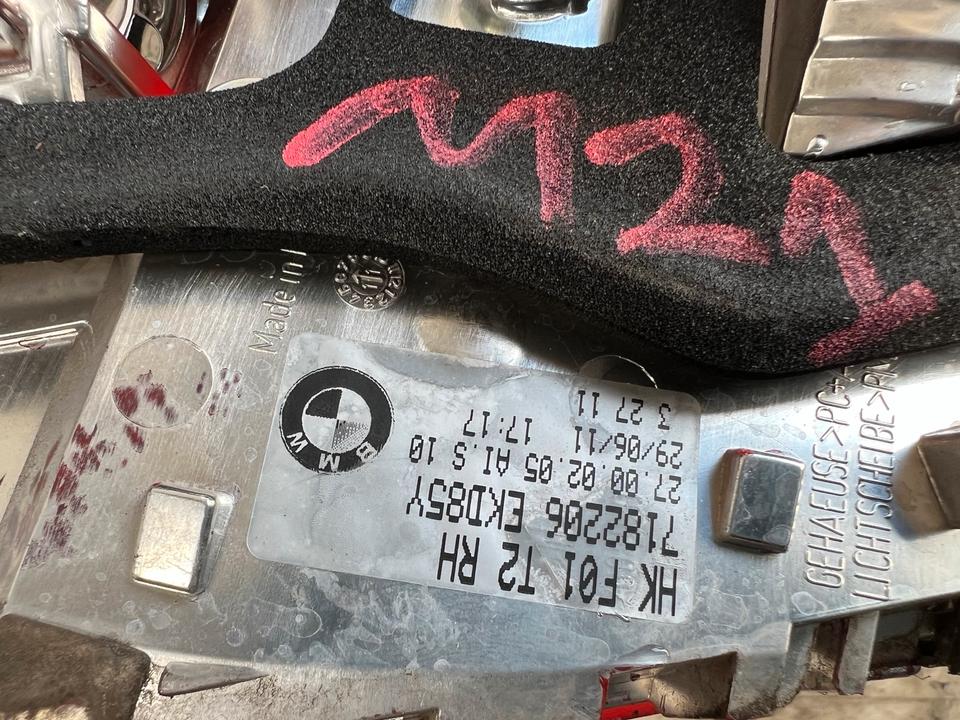 M21
Made in
11
BMW
HK F01 T2 RH
7182206 EKD85Y
27.00.02.05 AI.S 10
29/06/11 17:17
3 27 11
GEHAEUSE>PC+
LICHTSCHEIBE>